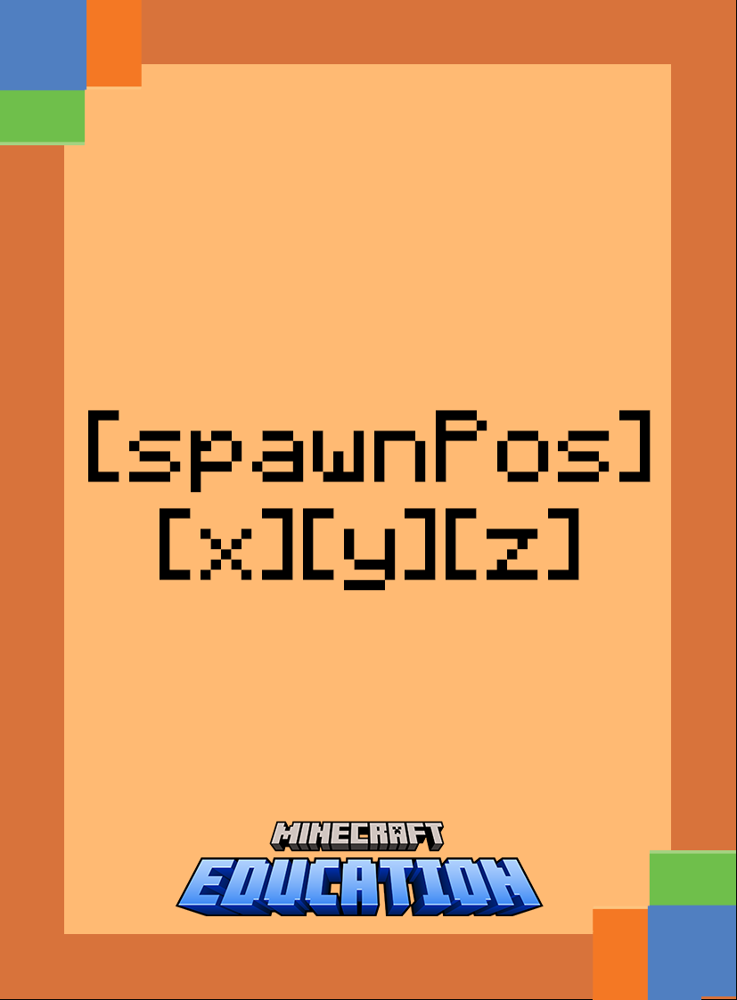 [spawnPos]
[x][y][z]
MINECRAFT
EDUCATION